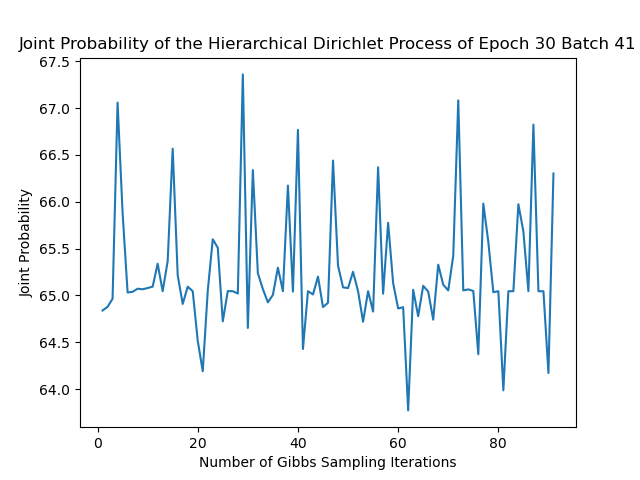 Joint Probability of the Hierarchical Dirichlet Process of Epoch 30 Batch 41
67.5
67.0
66.5
66.0
65.5
65.0
64.5
64.0
Joint Probability
0 20 40 60 80
Number of Gibbs Sampling Iterations